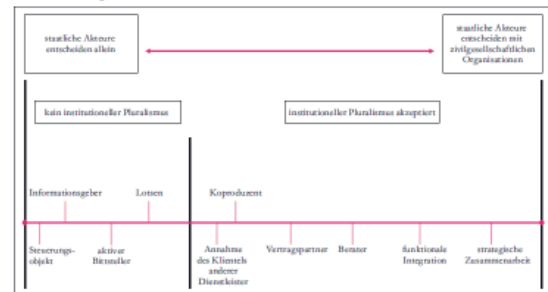 staatliche Akteure
entscheiden allein
staatliche Akteure
entscheiden mit
zivilgesellschaftlichen
Organisationen
kein institutioneller Pluralismus
institutioneller Pluralismus akzeptiert
Informationsgeber
Lotsen
Koproduzent
Steuerungs-
objekt
aktiver
Bittsteller
Annahme
des Klientels
anderer
Dienstleister
Vertragspartner
Berater
funktionale
Integration
strategische
Zusammenarbeit